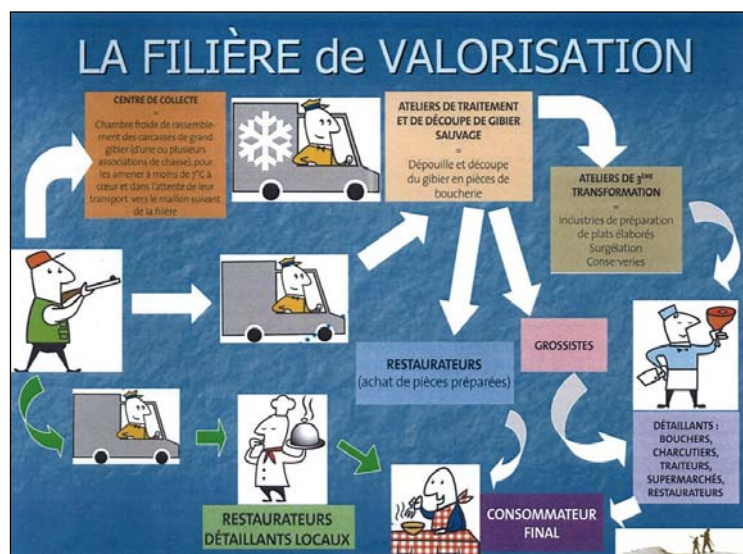 LA FILIÈRE de VALORISATION
CENTRE DE COLLECTE
=
Chambre froide de rassemble-
ment des carcasses de grand
gibier (d'une ou plusieurs
associations de chasse), pour
les amener à moins de 7°C à
cœur et dans l'attente de leur
transport vers le maillon suivant
de la filière
ATELIERS DE TRAITEMENT
ET DE DÉCOUPE DE GIBIER
SAUVAGE
=
Dépouille et découpe
du gibier en pièces de
boucherie
ATELIERS DE 3ÈME
TRANSFORMATION
=
Industries de préparation
de plats élaborés
Surgélation
Conserveries
RESTAURATEURS
(achat de pièces préparées)
GROSSISTES
DÉTAILLANTS :
BOUCHERS,
CHARCUTIERS,
TRAITEURS,
SUPERMARCHÉS,
RESTAURATEURS
RESTAURATEURS
DÉTAILLANTS LOCAUX
CONSOMMATEUR
FINAL